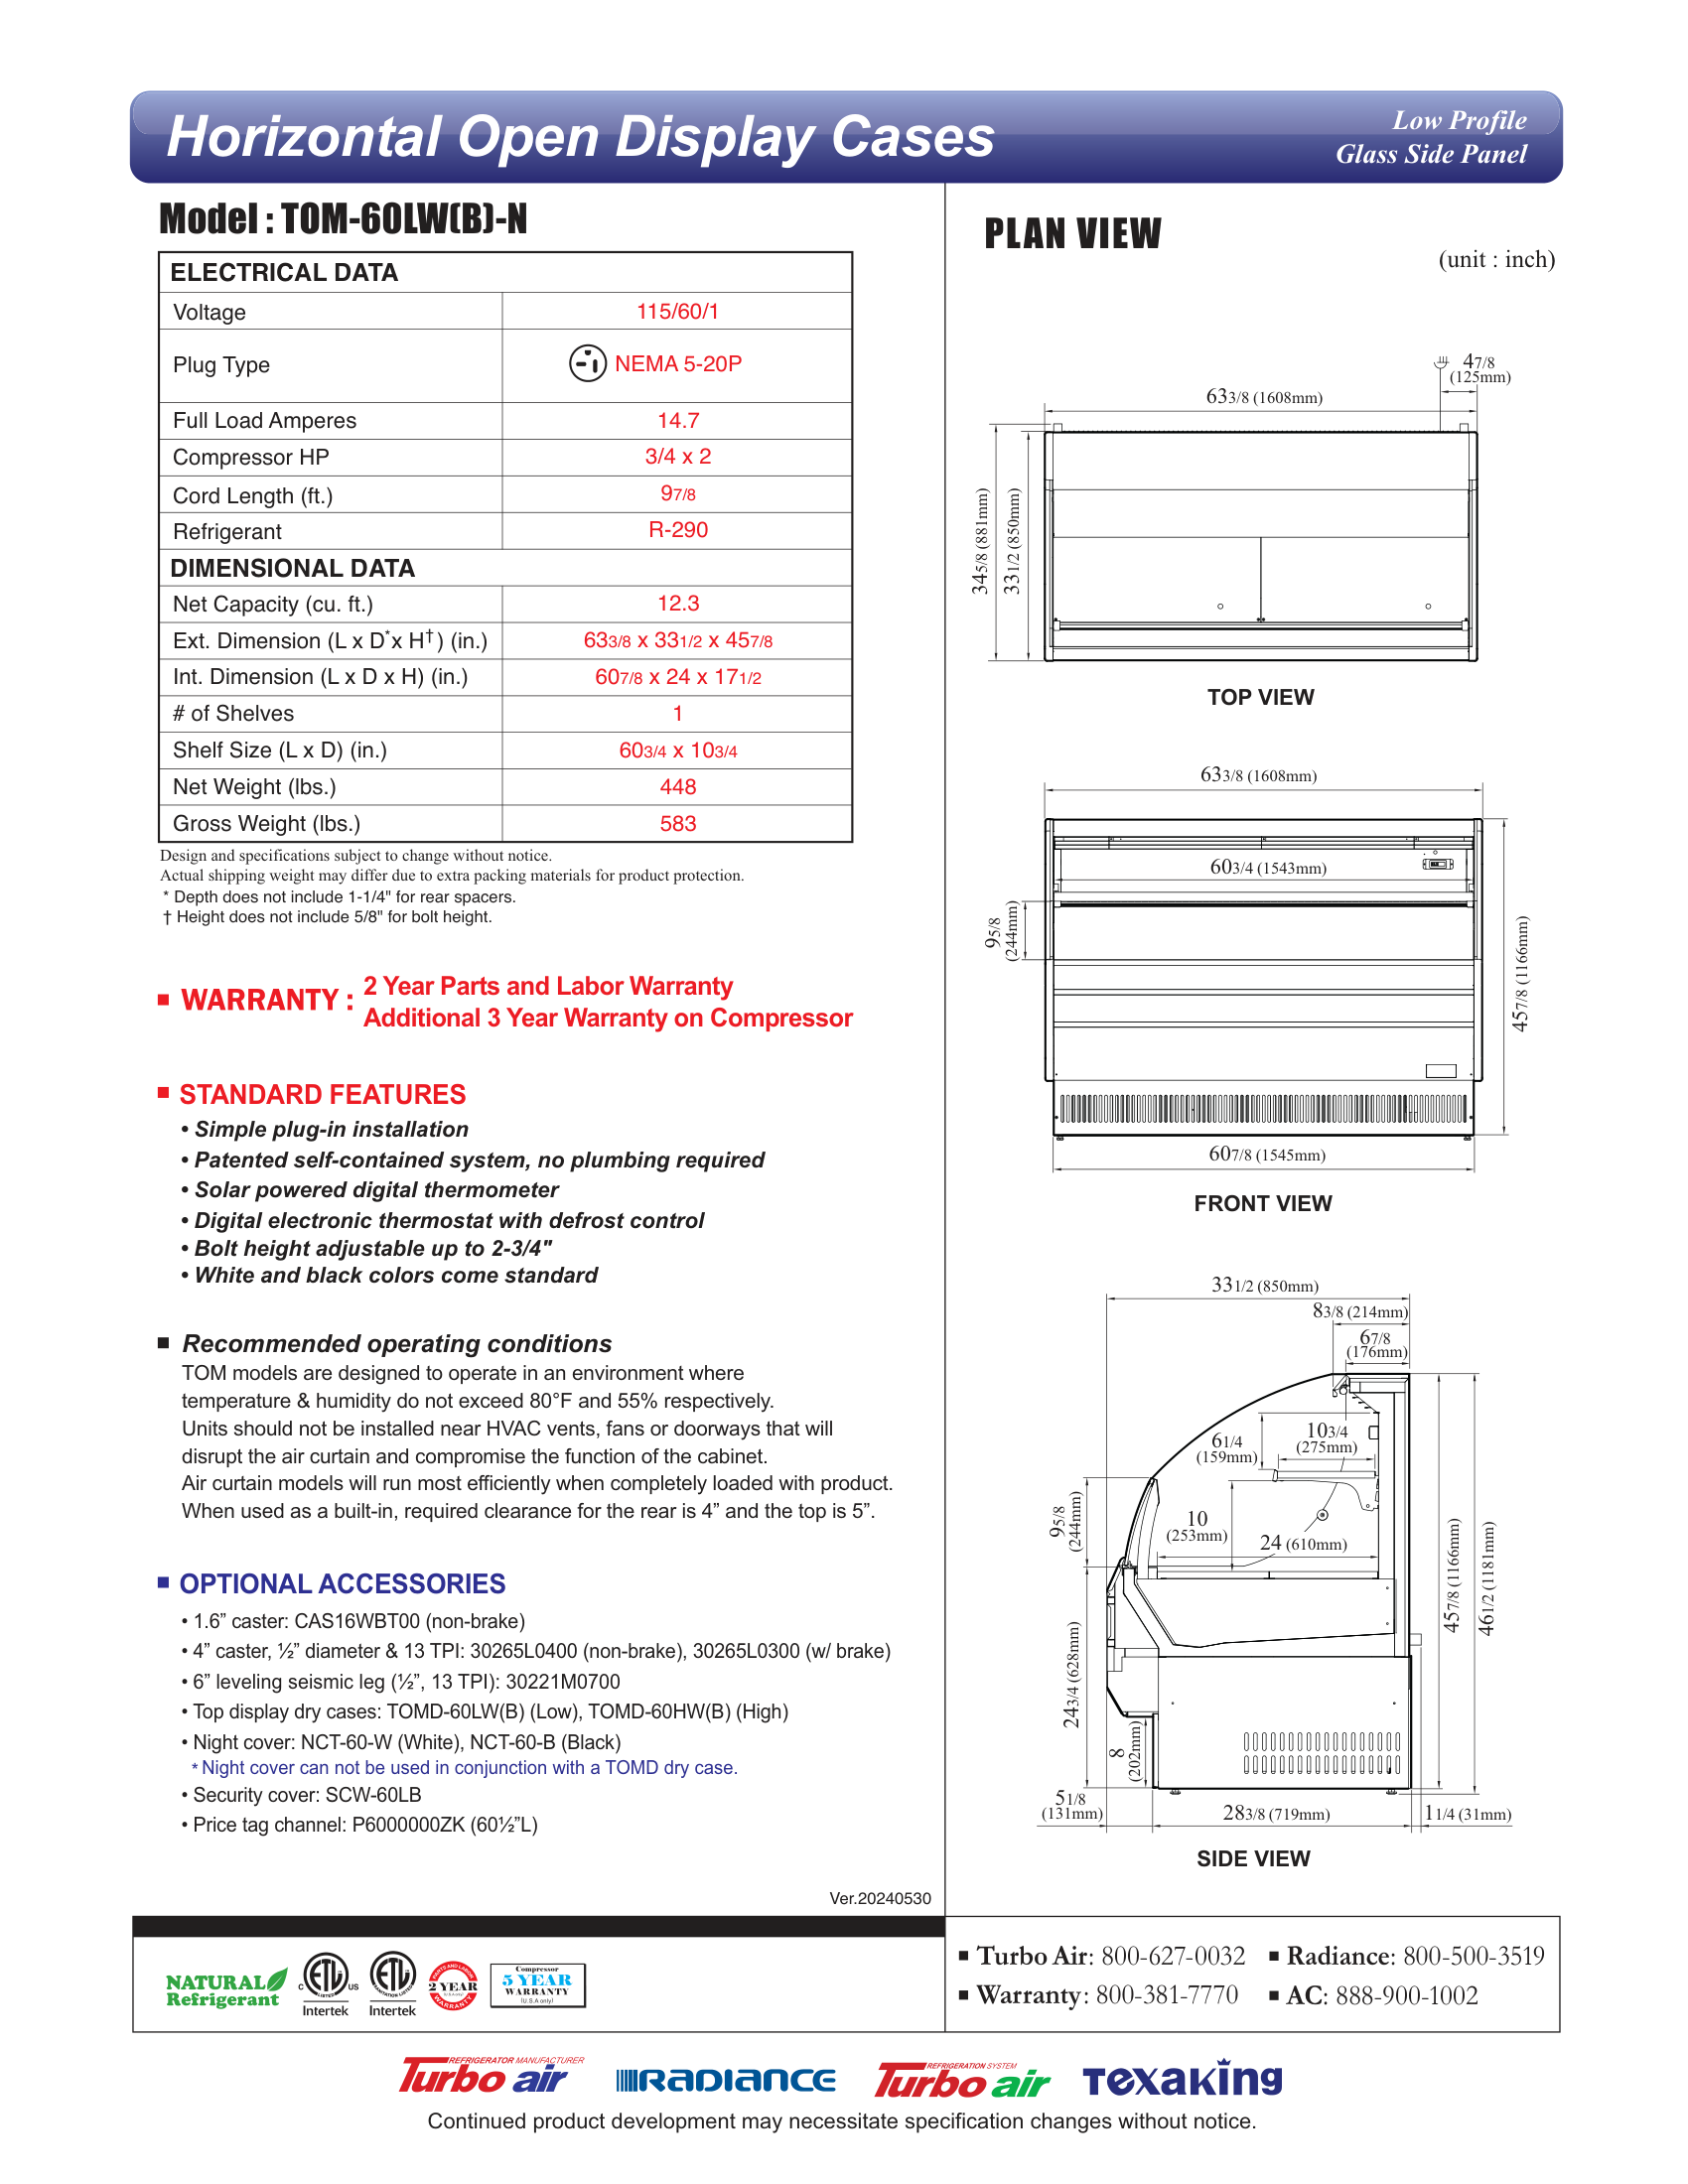 Horizontal Open Display Cases
Low Profile
Glass Side Panel
Model : TOM-60LW(B)-N
ELECTRICAL DATA
Voltage 115/60/1
Plug Type NEMA 5-20P
Full Load Amperes 14.7
Compressor HP 3/4 x 2
Cord Length (ft.) 97/8
Refrigerant R-290
DIMENSIONAL DATA
Net Capacity (cu. ft.) 12.3
Ext. Dimension (L x D* x H†) (in.) 633/8 x 331/2 x 457/8
Int. Dimension (L x D x H) (in.) 607/8 x 24 x 171/2
# of Shelves 1
Shelf Size (L x D) (in.) 603/4 x 103/4
Net Weight (lbs.) 448
Gross Weight (lbs.) 583
Design and specifications subject to change without notice.
Actual shipping weight may differ due to extra packing materials for product protection.
* Depth does not include 1-1/4" for rear spacers.
† Height does not include 5/8" for bolt height.
■ WARRANTY : 2 Year Parts and Labor Warranty
Additional 3 Year Warranty on Compressor
■ STANDARD FEATURES
• Simple plug-in installation
• Patented self-contained system, no plumbing required
• Solar powered digital thermometer
• Digital electronic thermostat with defrost control
• Bolt height adjustable up to 2-3/4"
• White and black colors come standard
■ Recommended operating conditions
TOM models are designed to operate in an environment where
temperature & humidity do not exceed 80°F and 55% respectively.
Units should not be installed near HVAC vents, fans or doorways that will
disrupt the air curtain and compromise the function of the cabinet.
Air curtain models will run most efficiently when completely loaded with product.
When used as a built-in, required clearance for the rear is 4” and the top is 5”.
■ OPTIONAL ACCESSORIES
• 1.6” caster: CAS16WBT00 (non-brake)
• 4” caster, ½” diameter & 13 TPI: 30265L0400 (non-brake), 30265L0300 (w/ brake)
• 6” leveling seismic leg (½”, 13 TPI): 30221M0700
• Top display dry cases: TOMD-60LW(B) (Low), TOMD-60HW(B) (High)
• Night cover: NCT-60-W (White), NCT-60-B (Black)
* Night cover can not be used in conjunction with a TOMD dry case.
• Security cover: SCW-60LB
• Price tag channel: P6000000ZK (60½”L)
Ver.20240530
PLAN VIEW
(unit : inch)
47/8
(125mm)
633/8 (1608mm)
345/8 (881mm)
331/2 (850mm)
TOP VIEW
633/8 (1608mm)
603/4 (1543mm)
95/8
(244mm)
457/8 (1166mm)
607/8 (1545mm)
FRONT VIEW
331/2 (850mm)
83/8 (214mm)
67/8
(176mm)
61/4
(159mm)
103/4
(275mm)
95/8
(244mm)
10
(253mm)
24 (610mm)
457/8 (1166mm)
461/2 (1181mm)
243/4 (628mm)
8
(202mm)
51/8
(131mm)
283/8 (719mm)
11/4 (31mm)
SIDE VIEW
NATURAL
Refrigerant
C ETL US
LISTED
Intertek
ETL
SANITATION LISTED
Intertek
PARTS AND LABOR
2 YEAR
WARRANTY
Compressor
5 YEAR
WARRANTY
(U.S.A only)
■ Turbo Air: 800-627-0032 ■ Radiance: 800-500-3519
■ Warranty: 800-381-7770 ■ AC: 888-900-1002
REFRIGERATOR MANUFACTURER
Turbo air
RADIANCE
REFRIGERATION SYSTEM
Turbo air
Texaking
Continued product development may necessitate specification changes without notice.